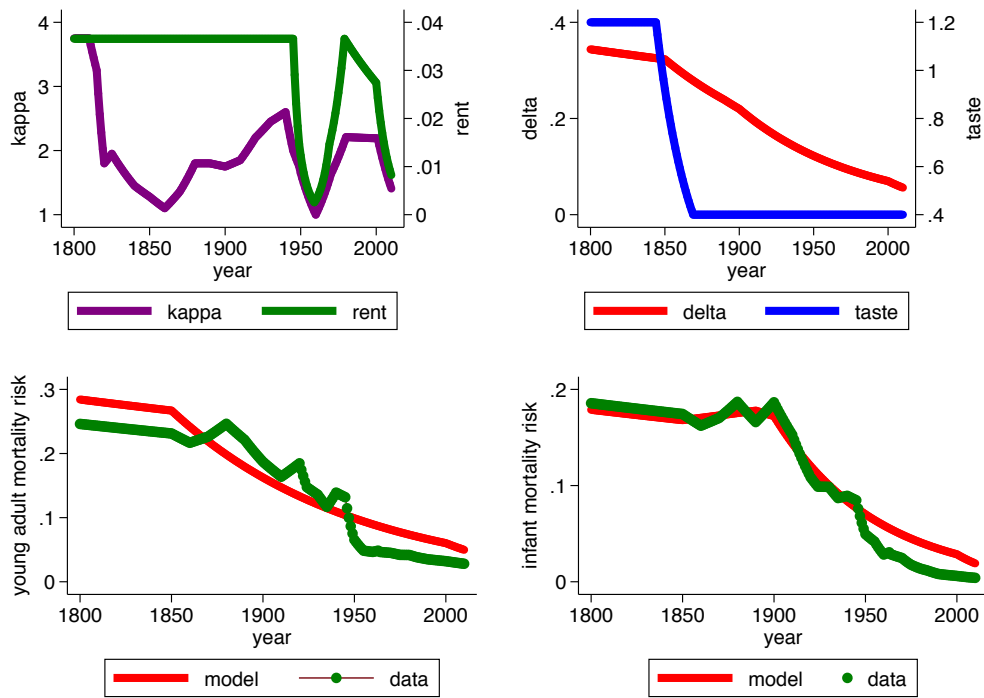 kappa
4
3
2
1
.04
.03
.02
.01
0
rent
1800 1850 1900 1950 2000
year
kappa rent
delta
.4
.2
0
1.2
1
.8
.6
.4
taste
1800 1850 1900 1950 2000
year
delta taste
young adult mortality risk
.3
.2
.1
0
1800 1850 1900 1950 2000
year
model data
infant mortality risk
.2
.1
0
1800 1850 1900 1950 2000
year
model data